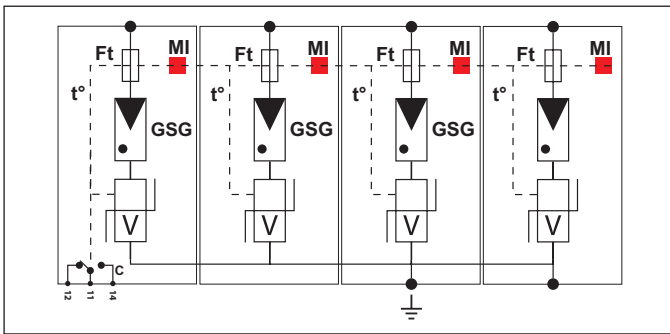 Ft MI Ft MI Ft MI Ft MI
t° t° t° t°
GSG GSG GSG
V V V V
C
12 11 14